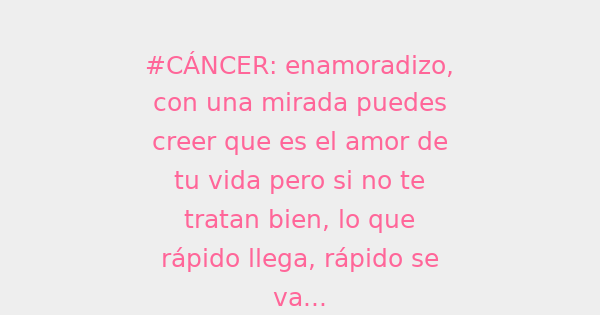 #CÁNCER: enamoradizo,
con una mirada puedes
creer que es el amor de
tu vida pero si no te
tratan bien, lo que
rápido llega, rápido se
va...